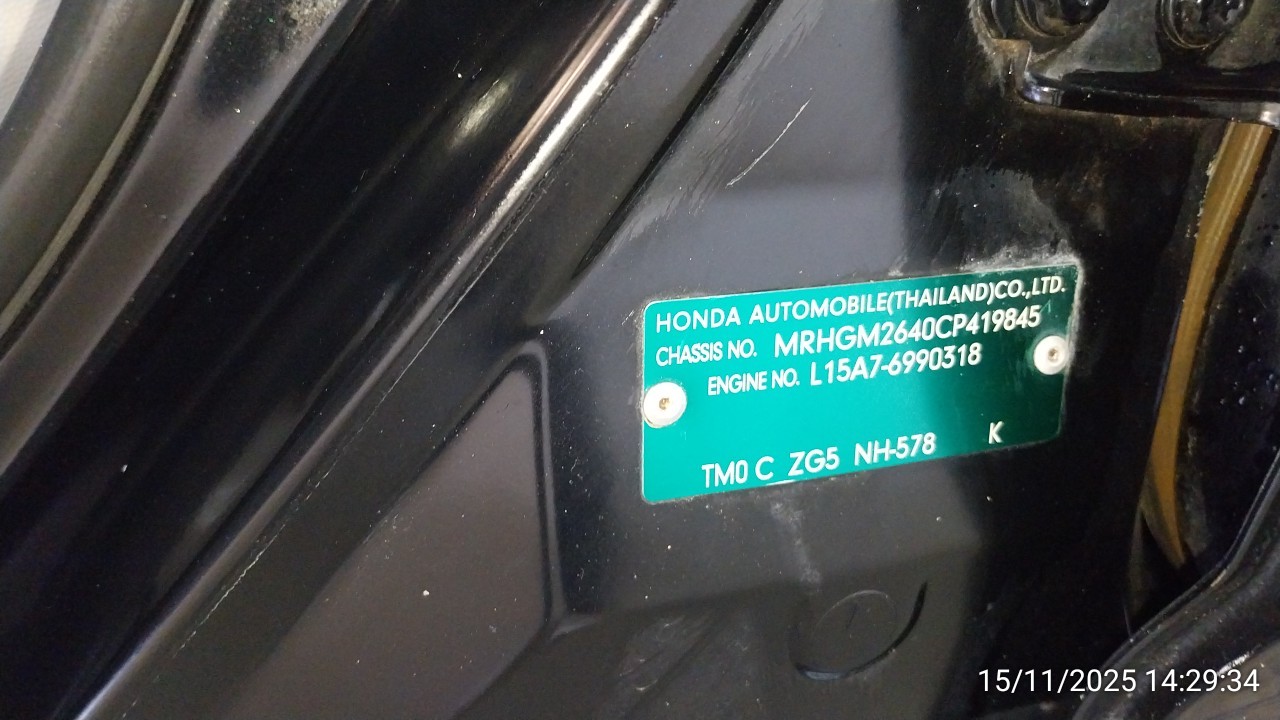 HONDA AUTOMOBILE(THAILAND)CO.,LTD.
CHASSIS NO. MRHGM2640CP419845
ENGINE NO. L15A7-6990318
TM0 C ZG5 NH-578 K
15/11/2025 14:29:34